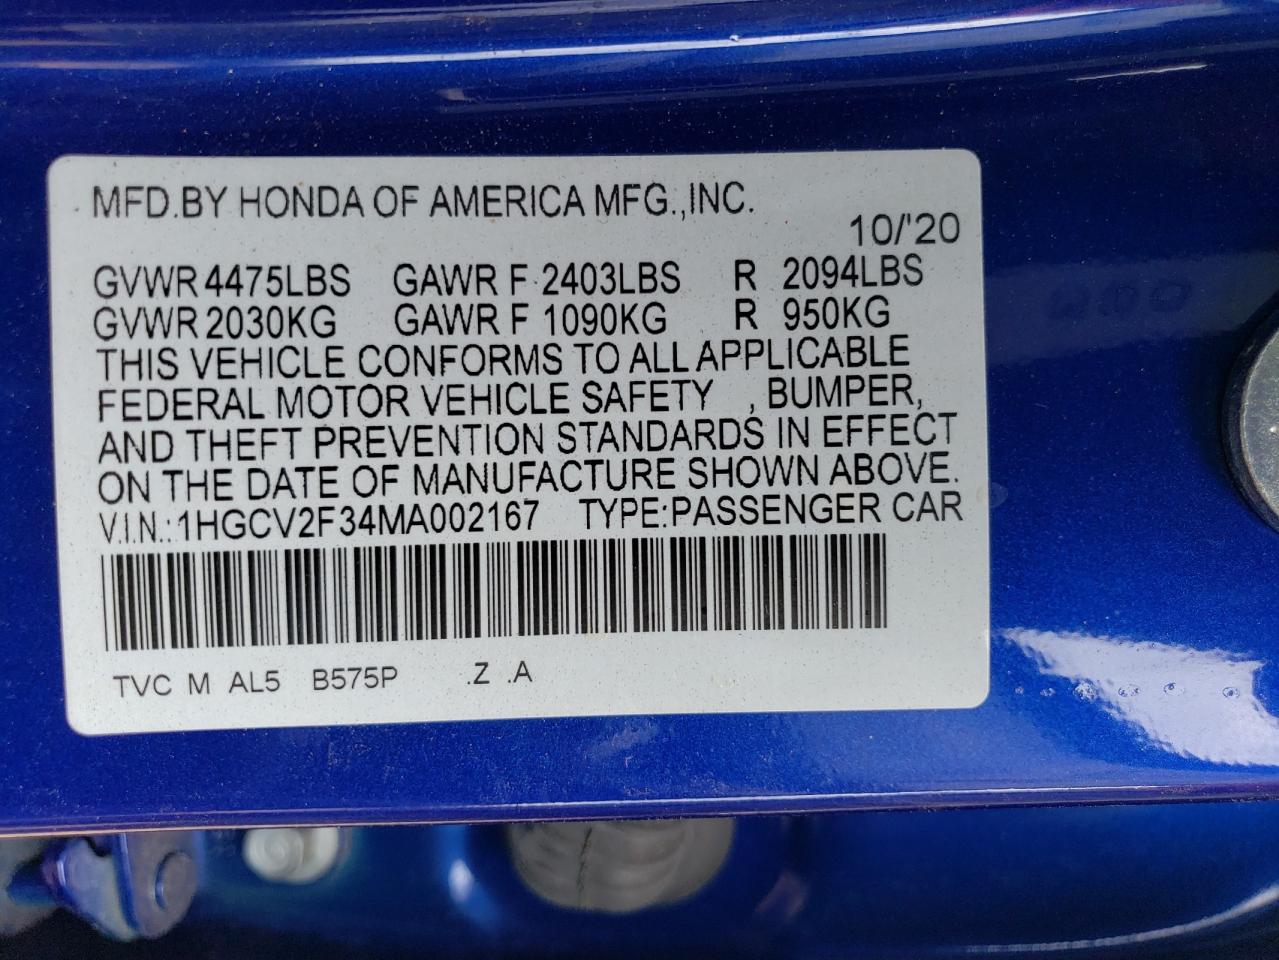 MFD.BY HONDA OF AMERICA MFG.,INC.
10/'20
GVWR 4475LBS GAWR F 2403LBS R 2094LBS
GVWR 2030KG GAWR F 1090KG R 950KG
THIS VEHICLE CONFORMS TO ALL APPLICABLE
FEDERAL MOTOR VEHICLE SAFETY , BUMPER,
AND THEFT PREVENTION STANDARDS IN EFFECT
ON THE DATE OF MANUFACTURE SHOWN ABOVE.
V.I.N.:1HGCV2F34MA002167 TYPE:PASSENGER CAR
TVC M AL5 B575P .Z .A